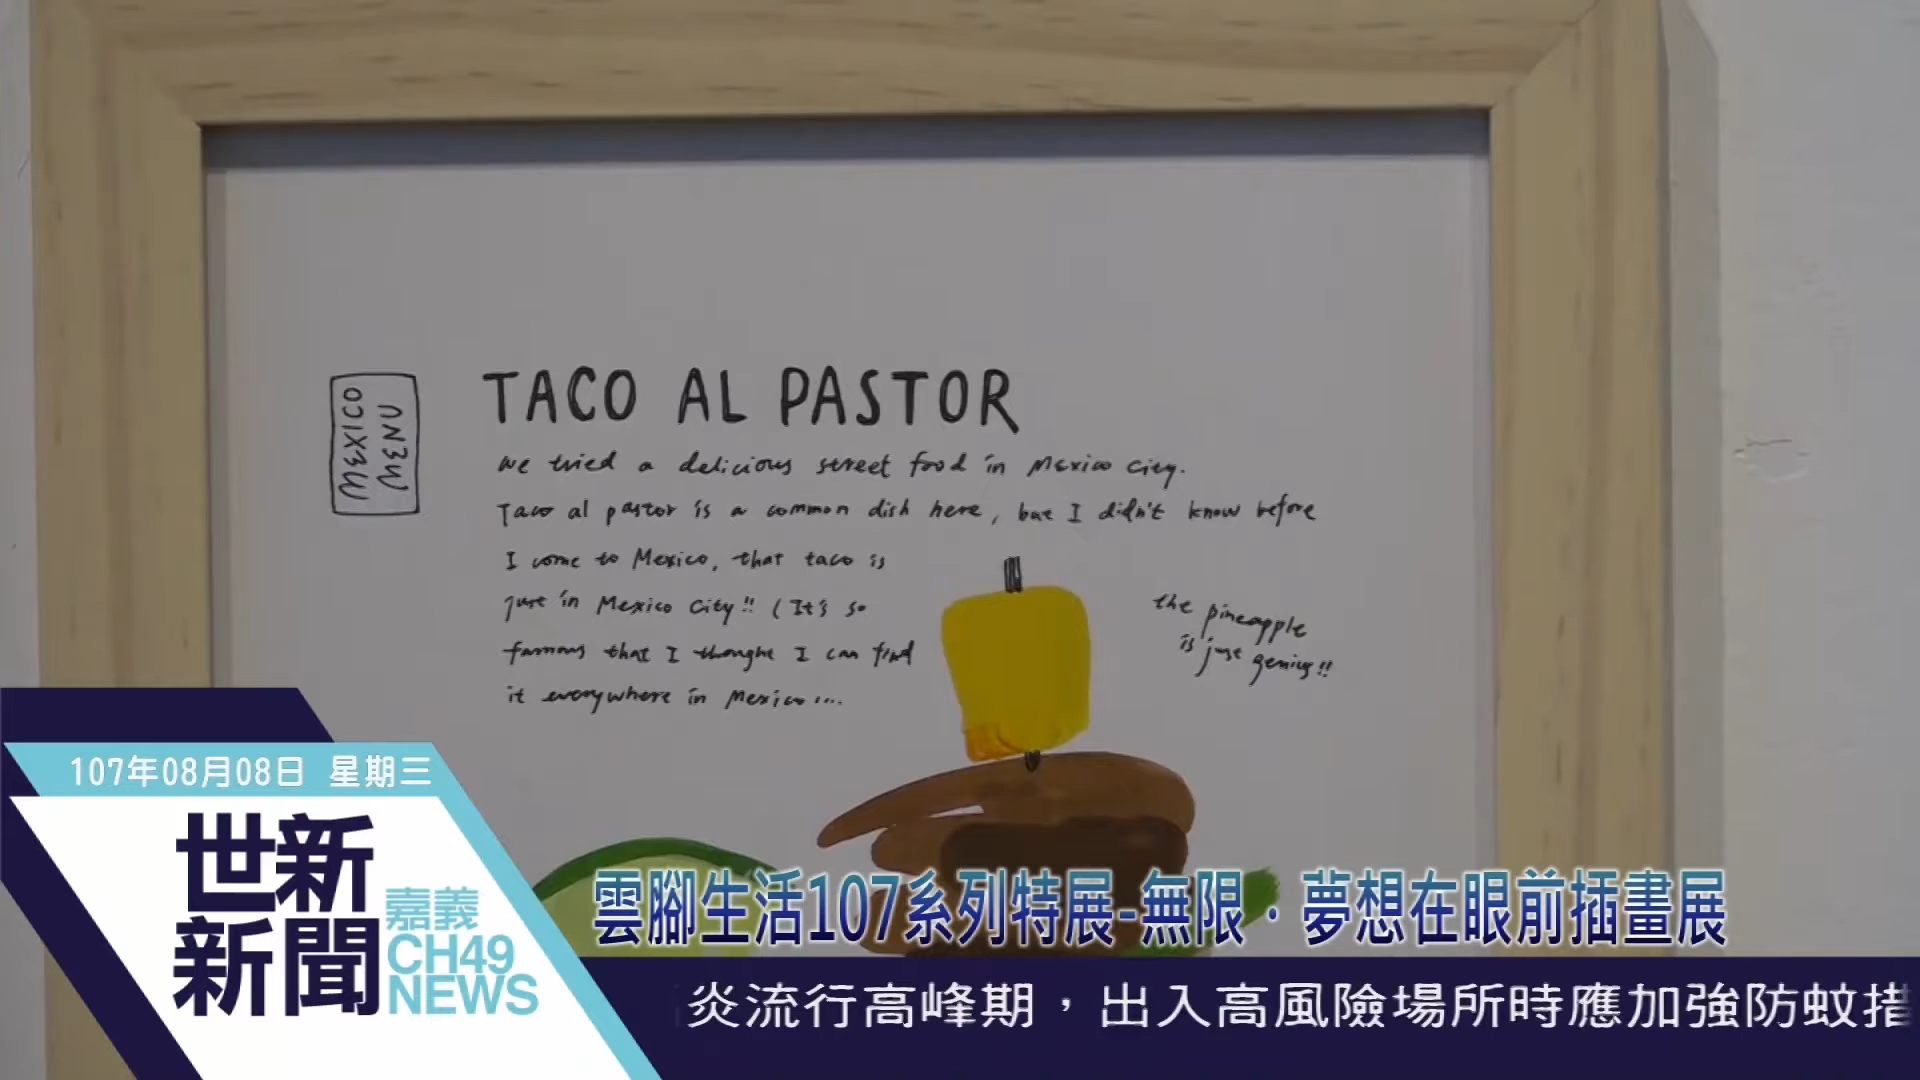 MEXICO
MENU
TACO AL PASTOR
We tried a delicious street food in Mexico City.
Taco al pastor is a common dish here, but I didn't know before
I come to Mexico, that taco is
just in Mexico City!! (It's so
famous that I thought I can find
it everywhere in Mexico....
the pineapple
is just genius!!
107年08月08日 星期三
世新
新聞
嘉義
CH49
NEWS
雲腳生活107系列特展-無限·夢想在眼前插畫展
炎流行高峰期，出入高風險場所時應加強防蚊措